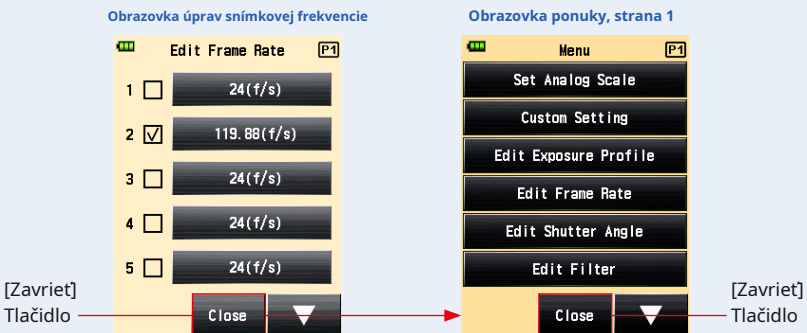 Obrazovka úprav snímkovej frekvencie
Edit Frame Rate P1
1 24(f/s)
2 119.88(f/s)
3 24(f/s)
4 24(f/s)
5 24(f/s)
Close
[Zavrieť]
Tlačidlo
Obrazovka ponuky, strana 1
Menu P1
Set Analog Scale
Custom Setting
Edit Exposure Profile
Edit Frame Rate
Edit Shutter Angle
Edit Filter
Close
[Zavrieť]
Tlačidlo